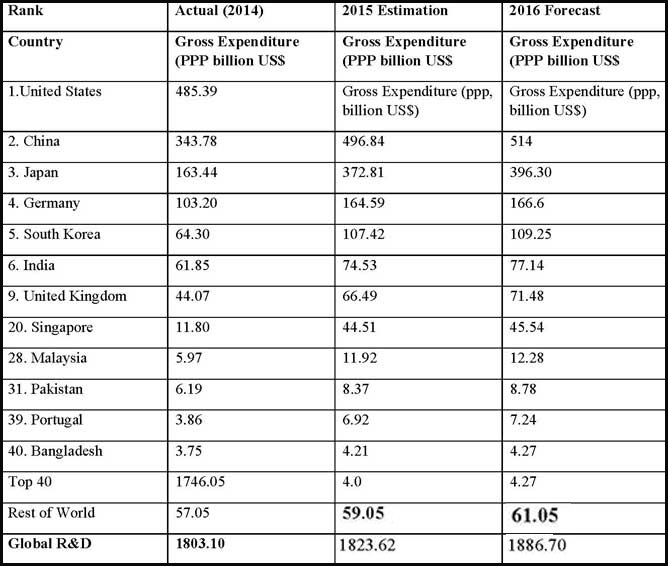 Rank Actual (2014) 2015 Estimation 2016 Forecast
Country Gross Expenditure Gross Expenditure Gross Expenditure
(PPP billion US$ (PPP billion US$ (PPP billion US$
1.United States 485.39 Gross Expenditure (ppp, Gross Expenditure (ppp,
billion US$) billion US$)
2. China 343.78 496.84 514
3. Japan 163.44 372.81 396.30
4. Germany 103.20 164.59 166.6
5. South Korea 64.30 107.42 109.25
6. India 61.85 74.53 77.14
9. United Kingdom 44.07 66.49 71.48
20. Singapore 11.80 44.51 45.54
28. Malaysia 5.97 11.92 12.28
31. Pakistan 6.19 8.37 8.78
39. Portugal 3.86 6.92 7.24
40. Bangladesh 3.75 4.21 4.27
Top 40 1746.05 4.0 4.27
Rest of World 57.05 59.05 61.05
Global R&D 1803.10 1823.62 1886.70